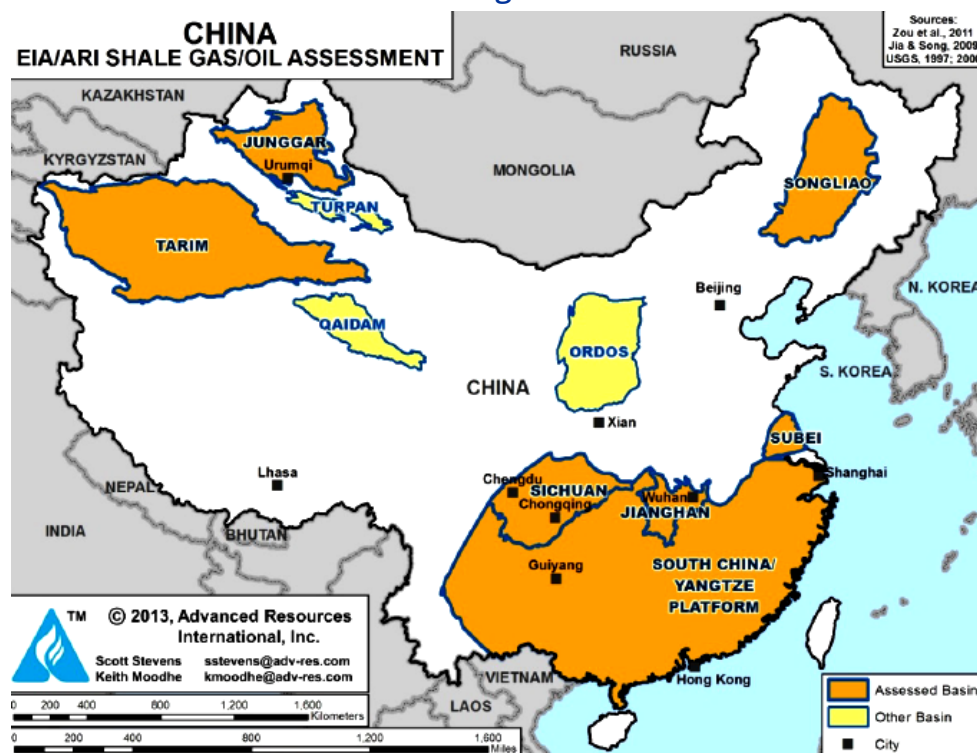 CHINA
EIA/ARI SHALE GAS/OIL ASSESSMENT
Sources:
Zou et al., 2011
Jia & Song, 2009
USGS, 1997;
RUSSIA
KAZAKHSTAN
KYRGYZSTAN
MONGOLIA
JUNGGAR
Urumqi
TURPAN
SONGLIAO
TARIM
Beijing
N. KOREA
QAIDAM
ORDOS
S. KOREA
CHINA
Xian
SUBEI
Lhasa
Shanghai
NEPAL
Chengdu
SICHUAN
Wuhan
Chongqing
JIANGHAN
INDIA
BHUTAN
Guiyang
SOUTH CHINA/
YANGTZE
PLATFORM
TM
© 2013, Advanced Resources
International, Inc.
Scott Stevens sstevens@adv-res.com
Keith Moodhe kmoodhe@adv-res.com
VIETNAM
Hong Kong
LAOS
Assessed Basin
Other Basin
City
0 200 400 800 1,200 1,600
Kilometers
0 200 400 800 1,200 1,600
Miles